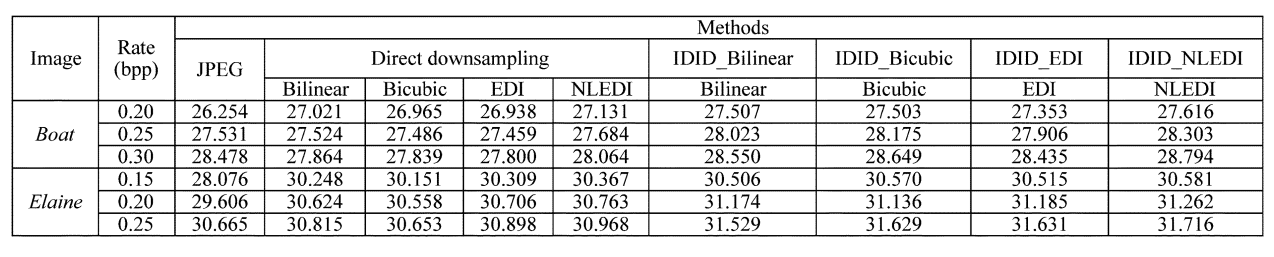 Methods
Image Rate (bpp) JPEG Direct downsampling IDID_Bilinear IDID_Bicubic IDID_EDI IDID_NLEDI
Bilinear Bicubic EDI NLEDI Bilinear Bicubic EDI NLEDI
Boat 0.20 26.254 27.021 26.965 26.938 27.131 27.507 27.503 27.353 27.616
0.25 27.531 27.524 27.486 27.459 27.684 28.023 28.175 27.906 28.303
0.30 28.478 27.864 27.839 27.800 28.064 28.550 28.649 28.435 28.794
Elaine 0.15 28.076 30.248 30.151 30.309 30.367 30.506 30.570 30.515 30.581
0.20 29.606 30.624 30.558 30.706 30.763 31.174 31.136 31.185 31.262
0.25 30.665 30.815 30.653 30.898 30.968 31.529 31.629 31.631 31.716